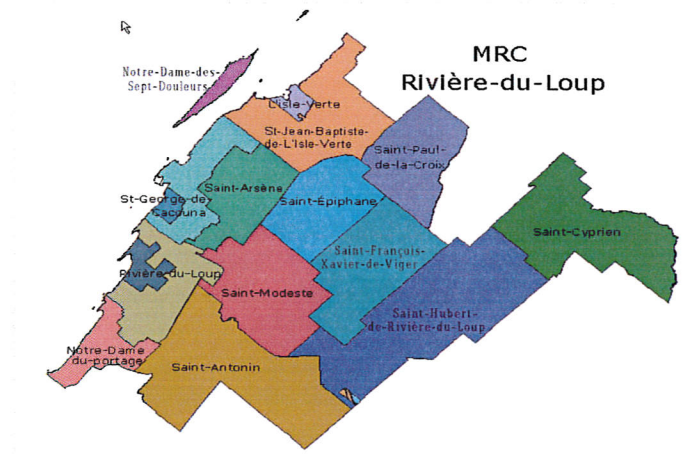 MRC
Rivière-du-Loup
Notre-Dame-des-
Sept-Douleurs
L'Isle-Verte
St-Jean-Baptiste-
de-L'Isle-Verte
Saint-Paul-
de-la-Croix
Saint-Arsène
St-George-de-
Cacouna
Saint-Épiphane
Saint-Cyprien
Saint-François-
Xavier-de-Viger
Rivière-du-Loup
Saint-Modeste
Saint-Hubert-
de-Rivière-du-Loup
Notre-Dame
du-portage
Saint-Antonin